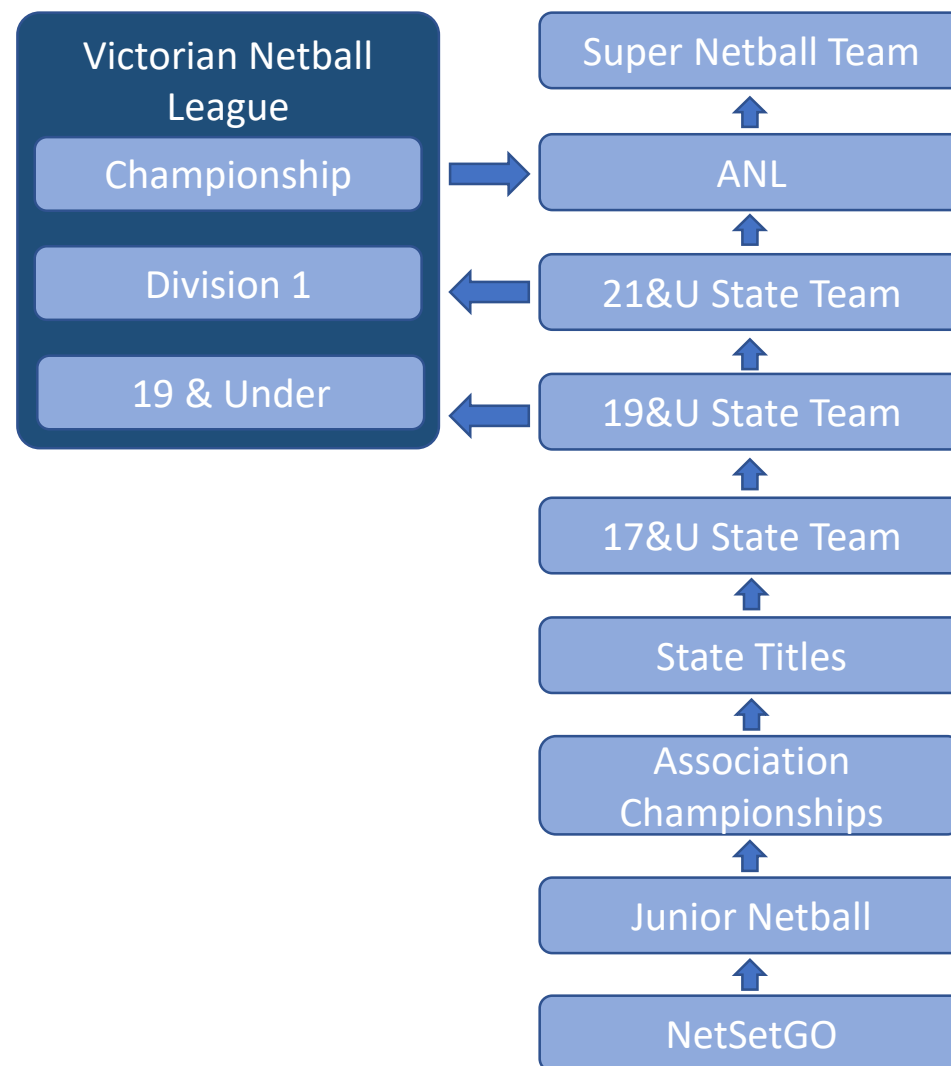 Victorian Netball
League
Championship
Division 1
19 & Under
Super Netball Team
ANL
21&U State Team
19&U State Team
17&U State Team
State Titles
Association
Championships
Junior Netball
NetSetGO